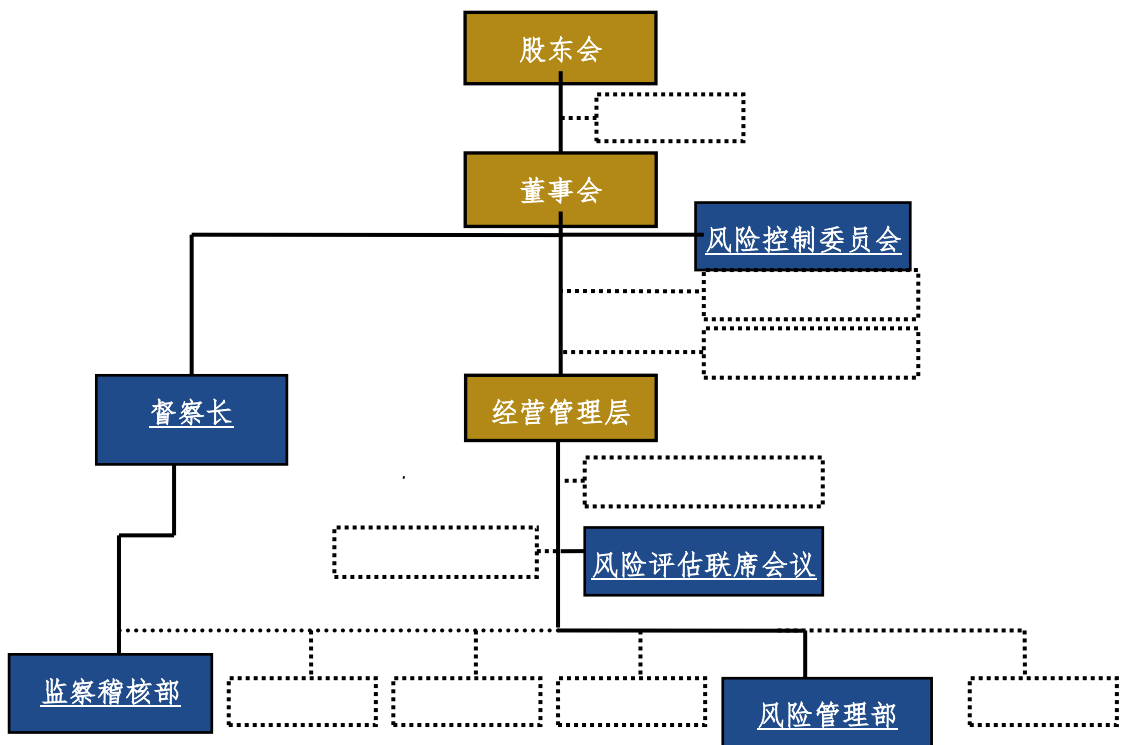 股东会
董事会
风险控制委员会
督察长
经营管理层
风险评估联席会议
监察稽核部
风险管理部